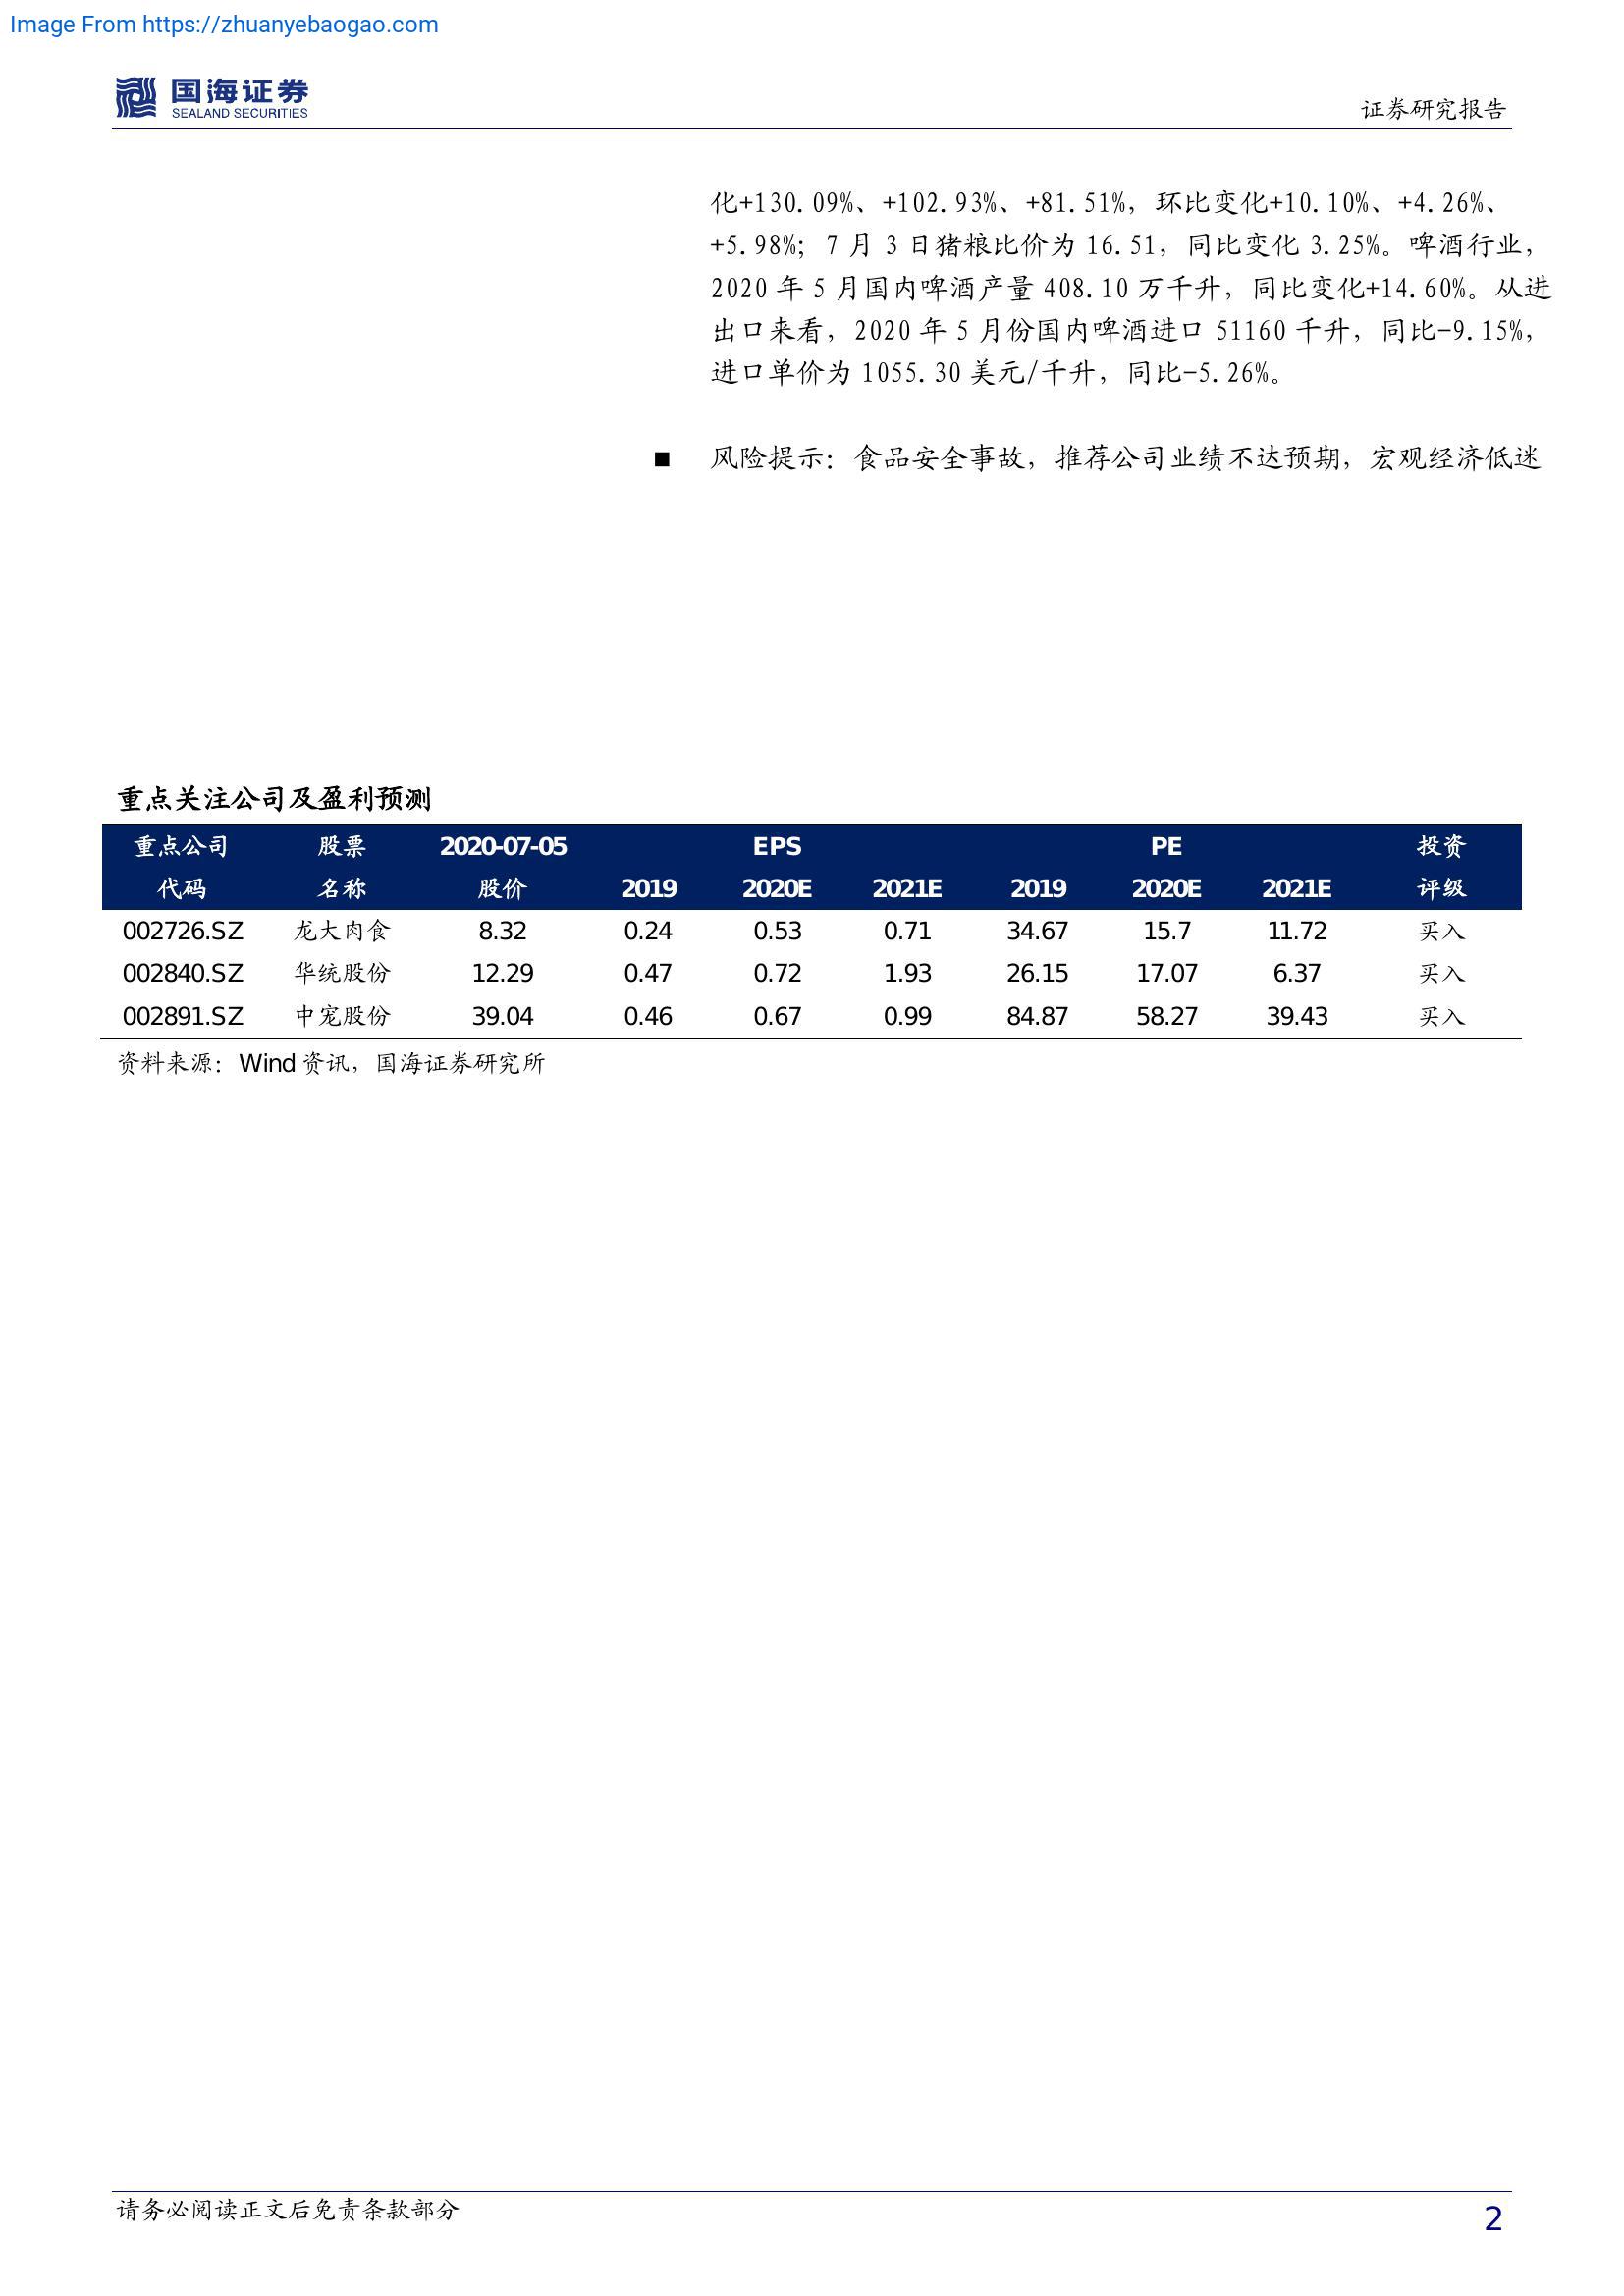 Image From https://zhuanyebaogao.com
国海证券
SEALAND SECURITIES
证券研究报告
化+130.09%、+102.93%、+81.51%，环比变化+10.10%、+4.26%、
+5.98%；7 月 3 日猪粮比价为 16.51，同比变化 3.25%。啤酒行业，
2020 年 5 月国内啤酒产量 408.10 万千升，同比变化+14.60%。从进
出口来看，2020 年 5 月份国内啤酒进口 51160 千升，同比-9.15%，
进口单价为 1055.30 美元/千升，同比-5.26%。
■ 风险提示：食品安全事故，推荐公司业绩不达预期，宏观经济低迷
重点关注公司及盈利预测
重点公司 股票 2020-07-05 EPS PE 投资
代码 名称 股价 2019 2020E 2021E 2019 2020E 2021E 评级
002726.SZ 龙大肉食 8.32 0.24 0.53 0.71 34.67 15.7 11.72 买入
002840.SZ 华统股份 12.29 0.47 0.72 1.93 26.15 17.07 6.37 买入
002891.SZ 中宠股份 39.04 0.46 0.67 0.99 84.87 58.27 39.43 买入
资料来源：Wind 资讯，国海证券研究所
请务必阅读正文后免责条款部分
2